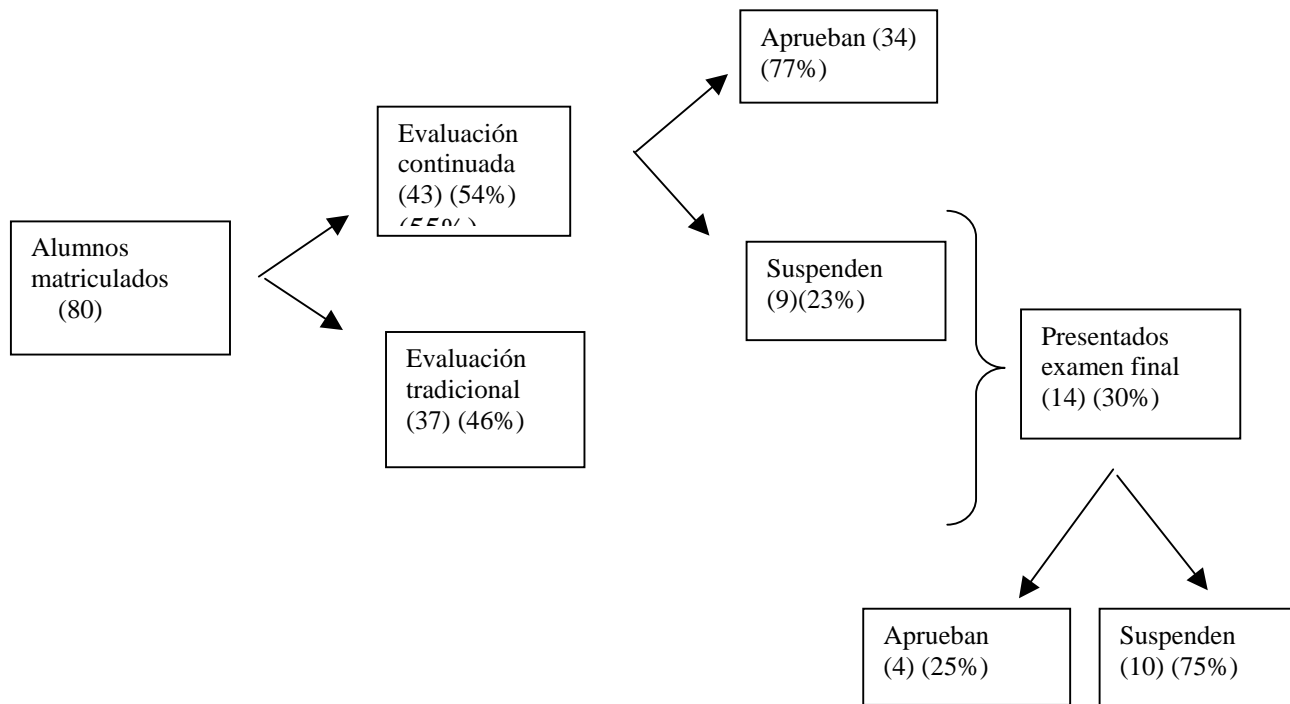 Aprueban (34)
(77%)
Evaluación
continuada
(43) (54%)
(55%)
Alumnos
matriculados
(80)
Suspenden
(9)(23%)
Evaluación
tradicional
(37) (46%)
Presentados
examen final
(14) (30%)
Aprueban
(4) (25%)
Suspenden
(10) (75%)